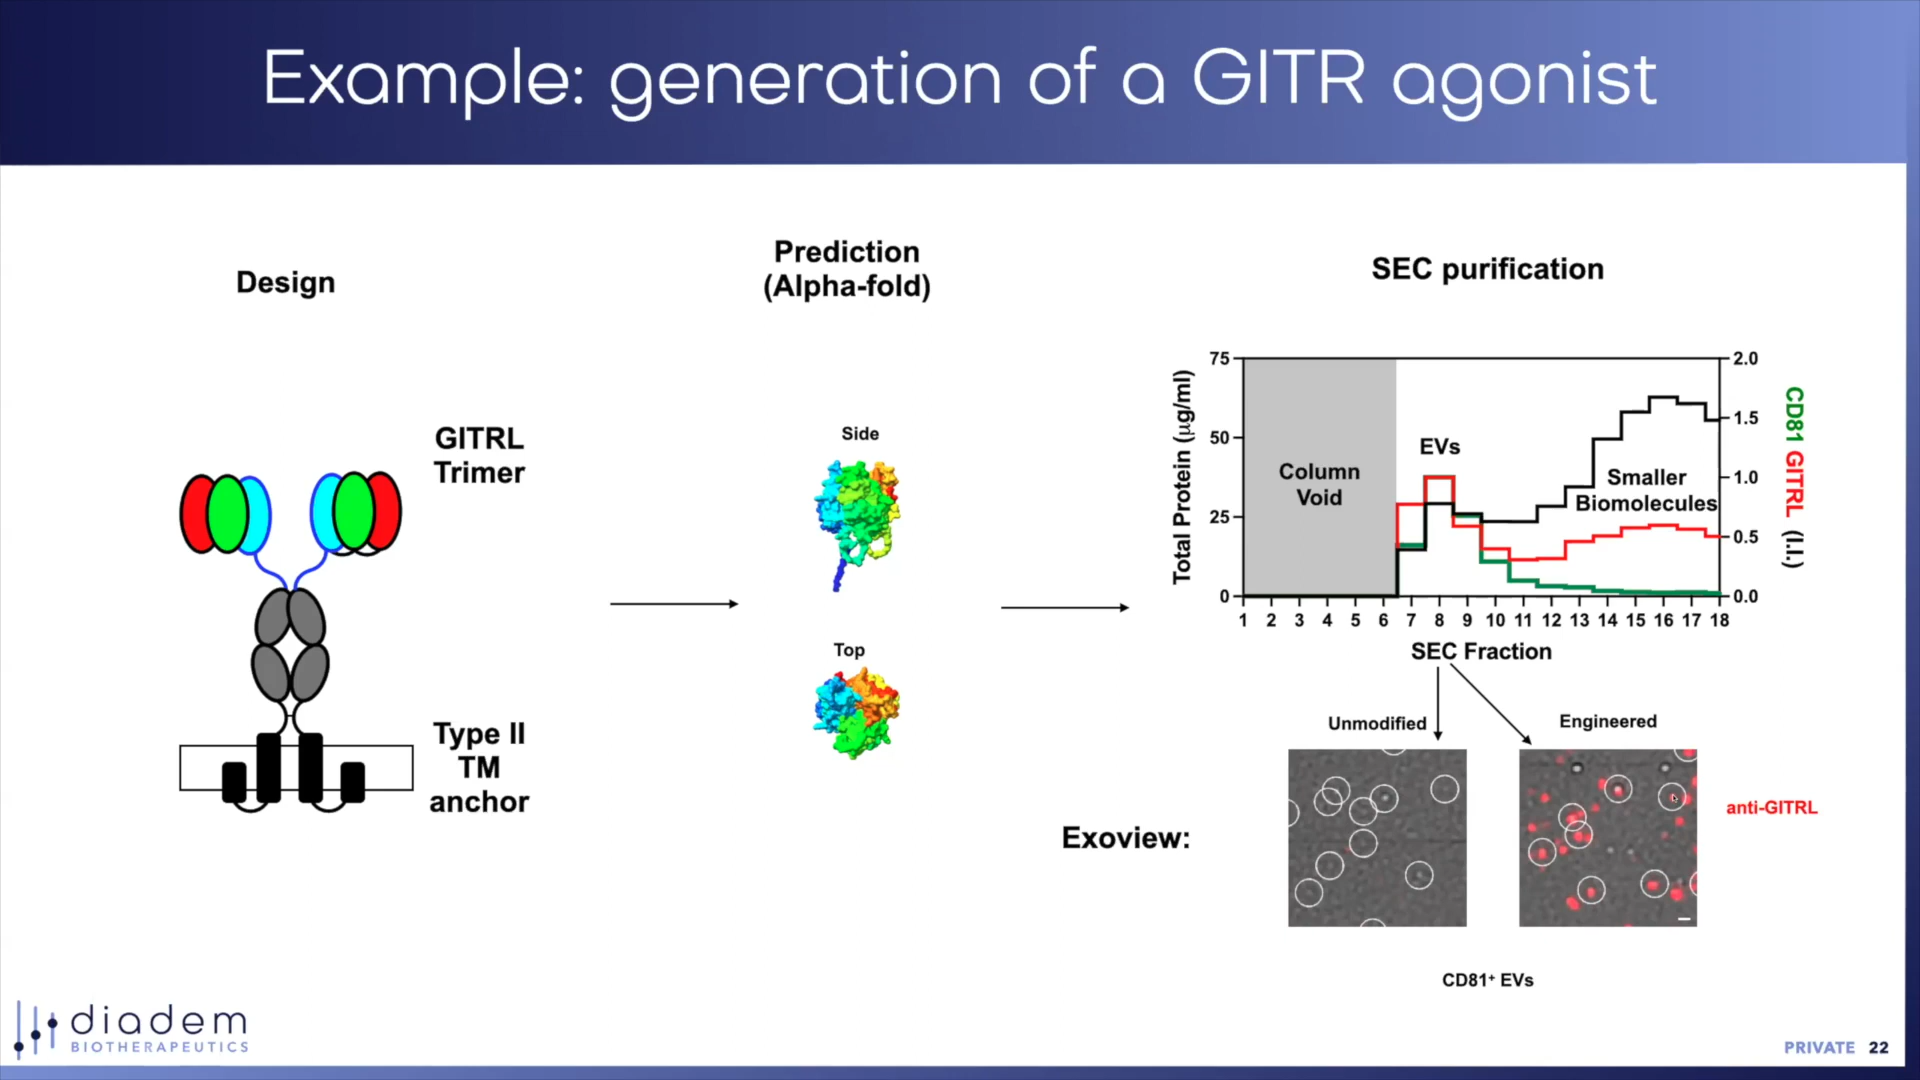 Example: generation of a GITR agonist
Design
Prediction
(Alpha-fold)
SEC purification
GITRL
Trimer
Type II
TM
anchor
Side
Top
75
50
25
0
Total Protein (µg/ml)
Column
Void
EVs
Smaller
Biomolecules
2.0
1.5
1.0
0.5
0.0
CD81 GITRL (I.I.)
1 2 3 4 5 6 7 8 9 10 11 12 13 14 15 16 17 18
SEC Fraction
Unmodified
Engineered
Exoview:
anti-GITRL
CD81⁺ EVs
diadem
BIOTHERAPEUTICS
PRIVATE 22